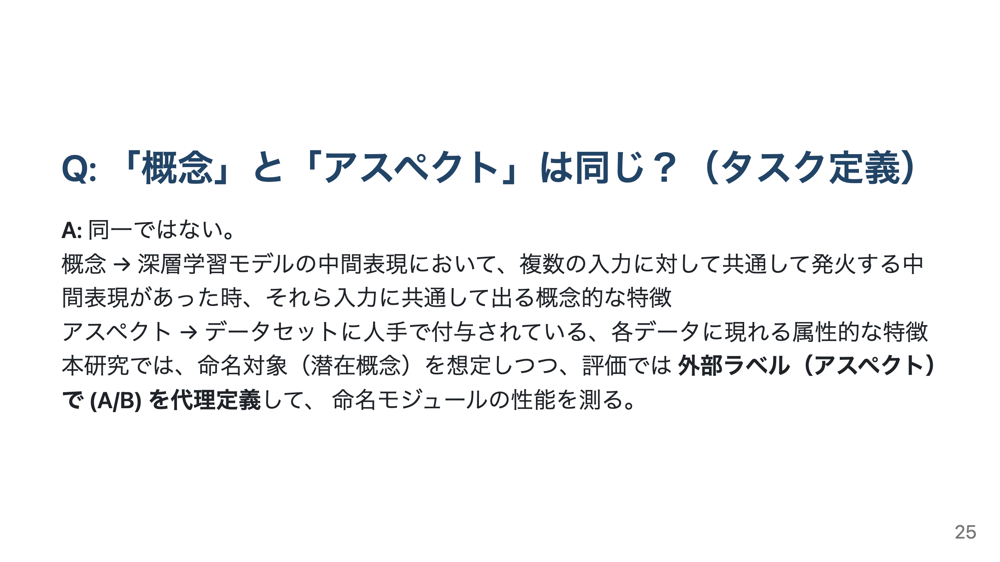 Q: 「概念」と「アスペクト」は同じ？（タスク定義）
A: 同一ではない。
概念 → 深層学習モデルの中間表現において、複数の入力に対して共通して発火する中
間表現があった時、それら入力に共通して出る概念的な特徴
アスペクト → データセットに人手で付与されている、各データに現れる属性的な特徴
本研究では、命名対象（潜在概念）を想定しつつ、評価では 外部ラベル（アスペクト）
で (A/B) を代理定義して、 命名モジュールの性能を測る。
25